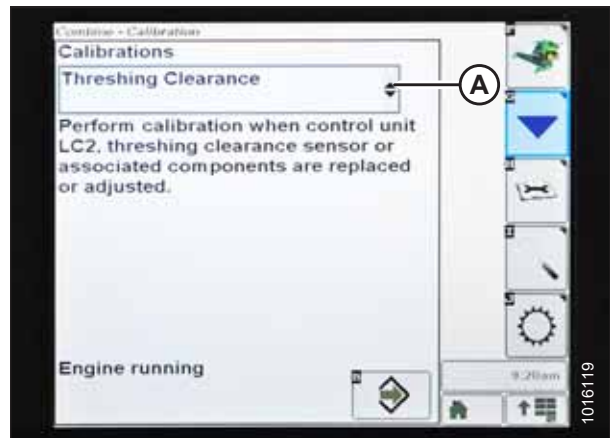 Combine - Calibration
Calibrations
Threshing Clearance
A
Perform calibration when control unit
LC2, threshing clearance sensor or
associated components are replaced
or adjusted.
Engine running
9:20am
1016119